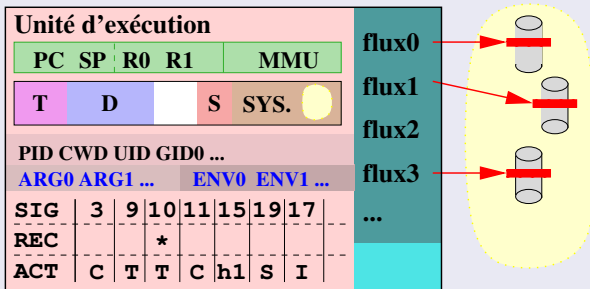 Unité d'exécution
PC SP R0 R1 MMU
T D S SYS.
PID CWD UID GID0 ...
ARG0 ARG1 ... ENV0 ENV1 ...
SIG 3 9 10 11 15 19 17
REC *
ACT C T T C h1 S I
flux0
flux1
flux2
flux3
...